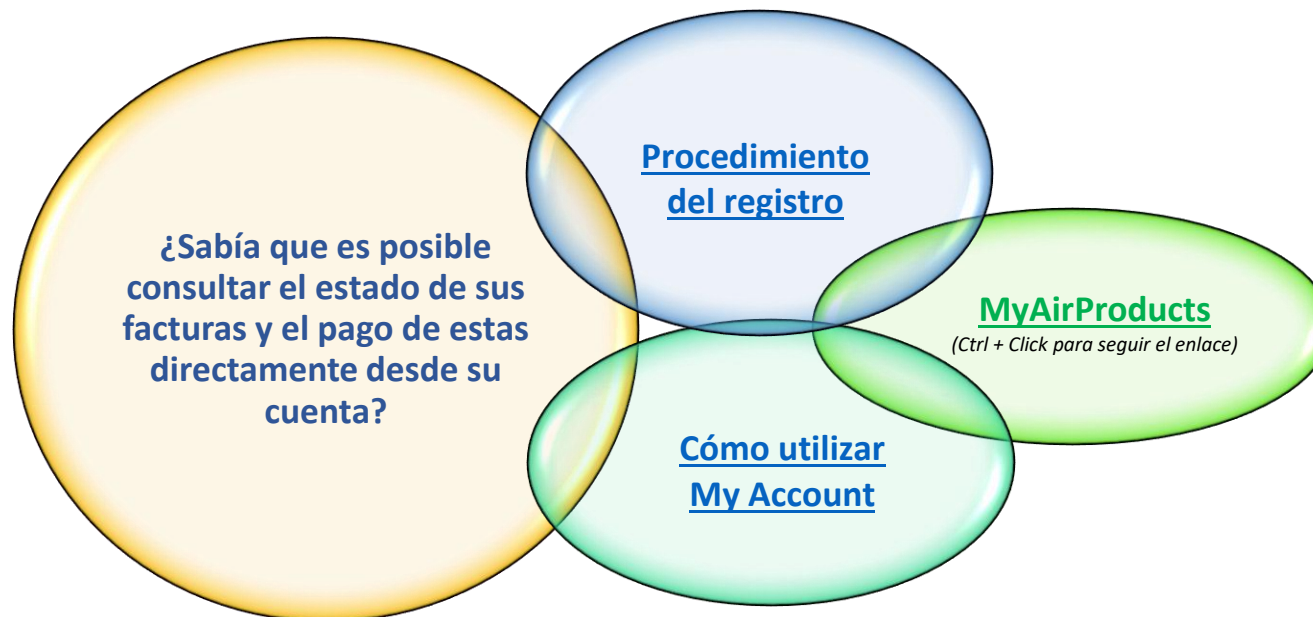 ¿Sabía que es posible
consultar el estado de sus
facturas y el pago de estas
directamente desde su
cuenta?
Procedimiento
del registro
MyAirProducts
(Ctrl + Click para seguir el enlace)
Cómo utilizar
My Account